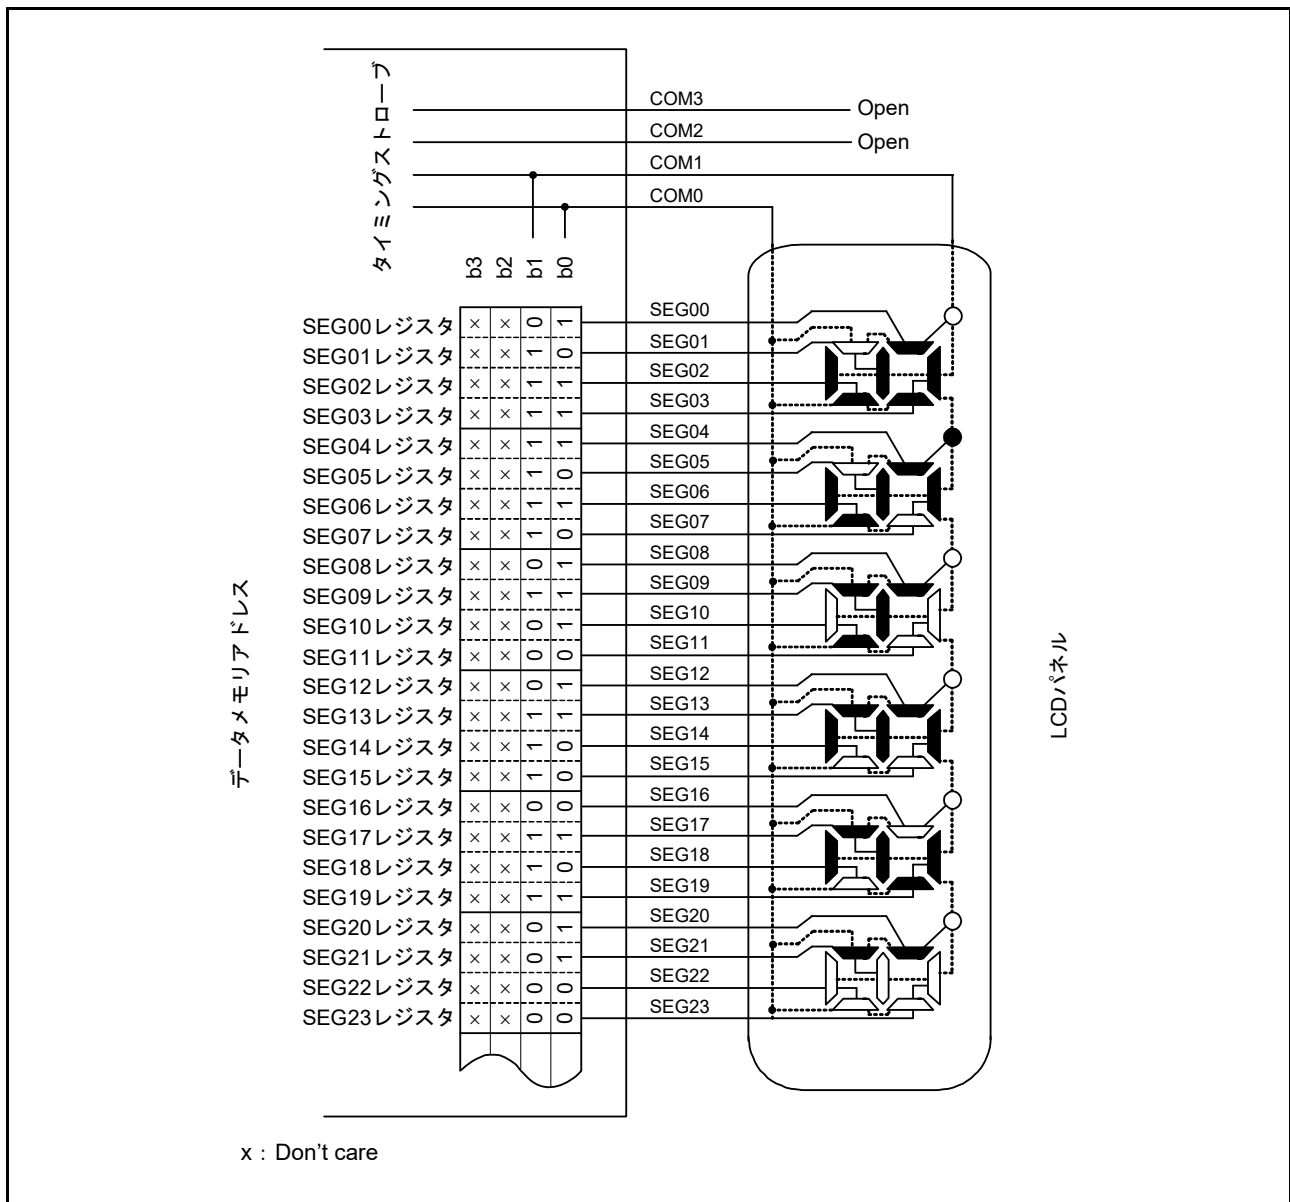 タイミングストローブ
COM3
Open
COM2
Open
COM1
COM0
b3 b2 b1 b0
SEG00レジスタ × × 0 1 SEG00
SEG01レジスタ × × 1 0 SEG01
SEG02レジスタ × × 1 1 SEG02
SEG03レジスタ × × 1 1 SEG03
SEG04レジスタ × × 1 1 SEG04
SEG05レジスタ × × 1 0 SEG05
SEG06レジスタ × × 1 1 SEG06
SEG07レジスタ × × 1 0 SEG07
SEG08レジスタ × × 0 1 SEG08
SEG09レジスタ × × 1 1 SEG09
SEG10レジスタ × × 0 1 SEG10
SEG11レジスタ × × 0 0 SEG11
SEG12レジスタ × × 0 1 SEG12
SEG13レジスタ × × 1 1 SEG13
SEG14レジスタ × × 1 0 SEG14
SEG15レジスタ × × 1 0 SEG15
SEG16レジスタ × × 0 0 SEG16
SEG17レジスタ × × 1 1 SEG17
SEG18レジスタ × × 1 0 SEG18
SEG19レジスタ × × 1 1 SEG19
SEG20レジスタ × × 0 1 SEG20
SEG21レジスタ × × 0 1 SEG21
SEG22レジスタ × × 0 0 SEG22
SEG23レジスタ × × 0 0 SEG23
データメモリアドレス
LCDパネル
x : Don't care